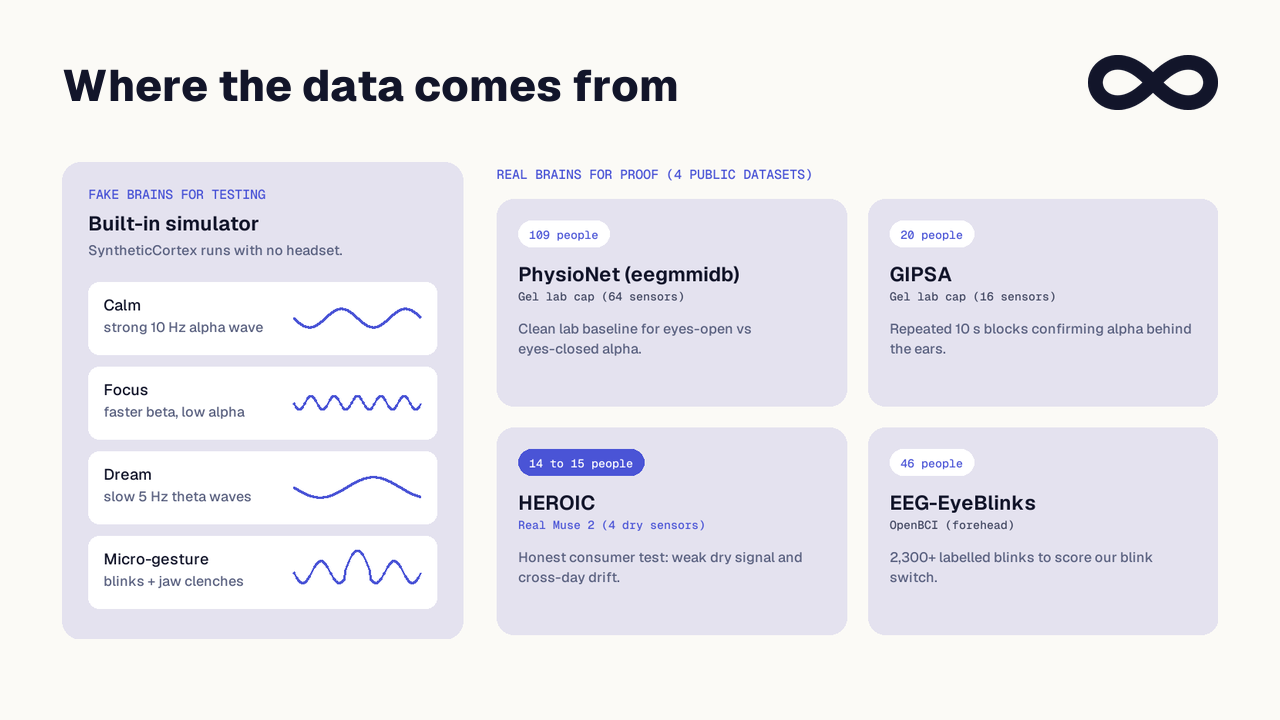 Where the data comes from
FAKE BRAINS FOR TESTING
Built-in simulator
SyntheticCortex runs with no headset.
Calm
strong 10 Hz alpha wave
Focus
faster beta, low alpha
Dream
slow 5 Hz theta waves
Micro-gesture
blinks + jaw clenches
REAL BRAINS FOR PROOF (4 PUBLIC DATASETS)
109 people
PhysioNet (eegmmidb)
Gel lab cap (64 sensors)
Clean lab baseline for eyes-open vs
eyes-closed alpha.
20 people
GIPSA
Gel lab cap (16 sensors)
Repeated 10 s blocks confirming alpha behind
the ears.
14 to 15 people
HEROIC
Real Muse 2 (4 dry sensors)
Honest consumer test: weak dry signal and
cross-day drift.
46 people
EEG-EyeBlinks
OpenBCI (forehead)
2,300+ labelled blinks to score our blink
switch.